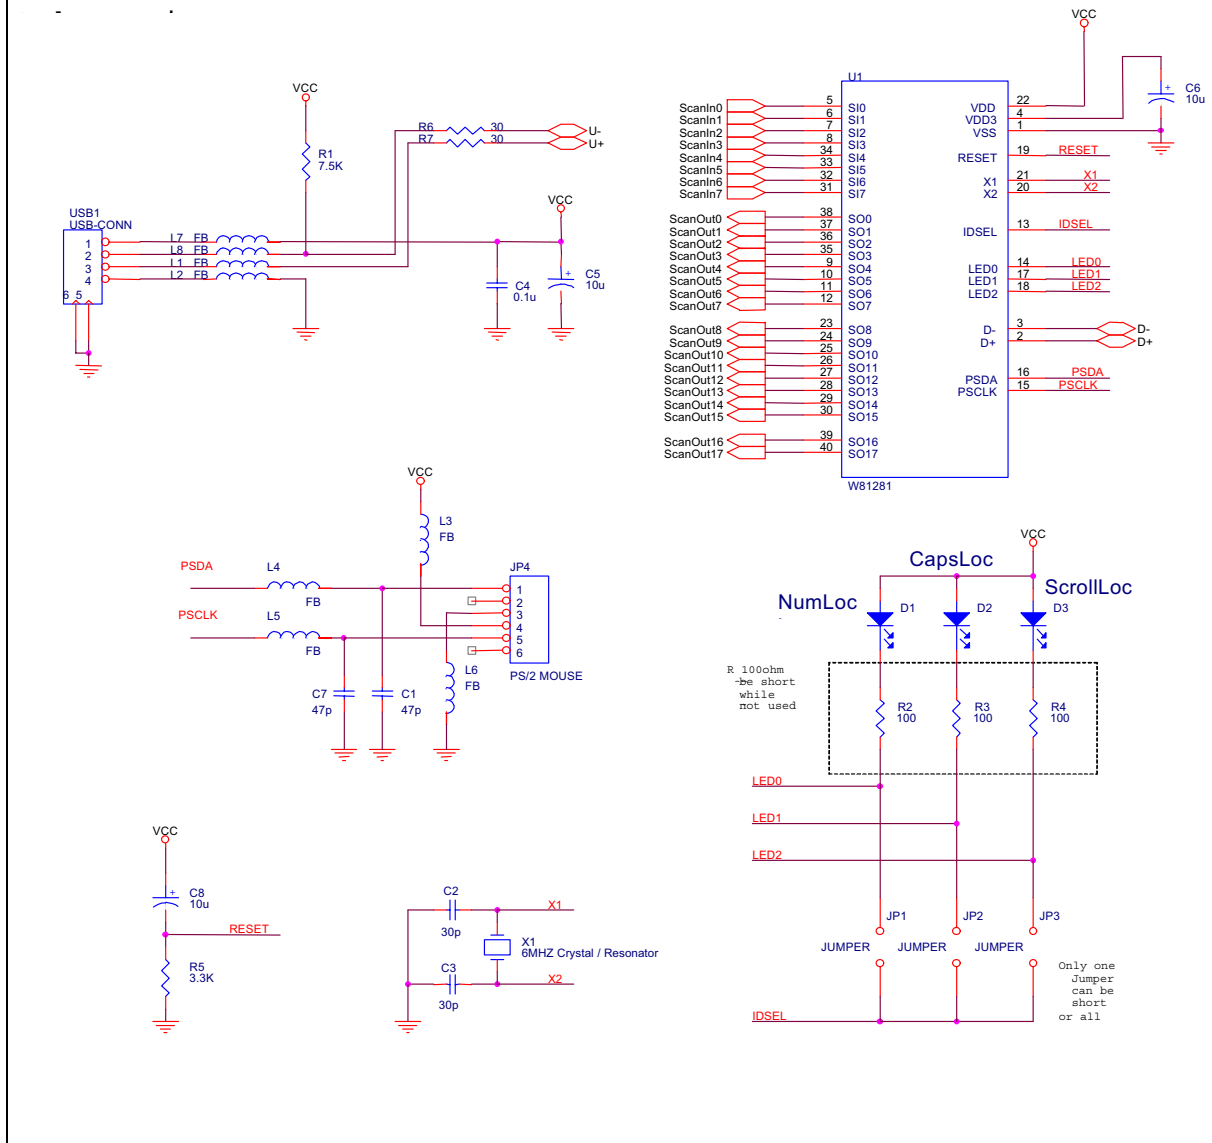 VCC
R1
7.5K
R6 30
R7 30
U-
U+
USB1
USB-CONN
1
2
3
4
6 5
L7 FB
L8 FB
L1 FB
L2 FB
VCC
C4
0.1u
C5
10u
VCC
C6
10u
U1
ScanIn0 5 SI0
ScanIn1 6 SI1
ScanIn2 7 SI2
ScanIn3 8 SI3
ScanIn4 34 SI4
ScanIn5 33 SI5
ScanIn6 32 SI6
ScanIn7 31 SI7
ScanOut0 38 SO0
ScanOut1 37 SO1
ScanOut2 36 SO2
ScanOut3 35 SO3
ScanOut4 9 SO4
ScanOut5 10 SO5
ScanOut6 11 SO6
ScanOut7 12 SO7
ScanOut8 23 SO8
ScanOut9 24 SO9
ScanOut10 25 SO10
ScanOut11 26 SO11
ScanOut12 27 SO12
ScanOut13 28 SO13
ScanOut14 29 SO14
ScanOut15 30 SO15
ScanOut16 39 SO16
ScanOut17 40 SO17
VDD 22
VDD3 4
VSS 1
RESET 19 RESET
X1 21 X1
X2 20 X2
IDSEL 13 IDSEL
LED0 14 LED0
LED1 17 LED1
LED2 18 LED2
D- 3 D-
D+ 2 D+
PSDA 16 PSDA
PSCLK 15 PSCLK
W81281
VCC
L3
FB
PSDA
L4
FB
PSCLK
L5
FB
JP4
1
2
3
4
5
6
PS/2 MOUSE
L6
FB
C7
47p
C1
47p
VCC
CapsLoc
NumLoc
ScrollLoc
D1
D2
D3
R 100ohm
be short
while
not used
R2
100
R3
100
R4
100
LED0
LED1
LED2
JP1
JP2
JP3
JUMPER
JUMPER
JUMPER
Only one
Jumper
can be
short
or all
IDSEL
VCC
C8
10u
RESET
R5
3.3K
C2
30p
X1
X1
6MHZ Crystal / Resonator
C3
30p
X2